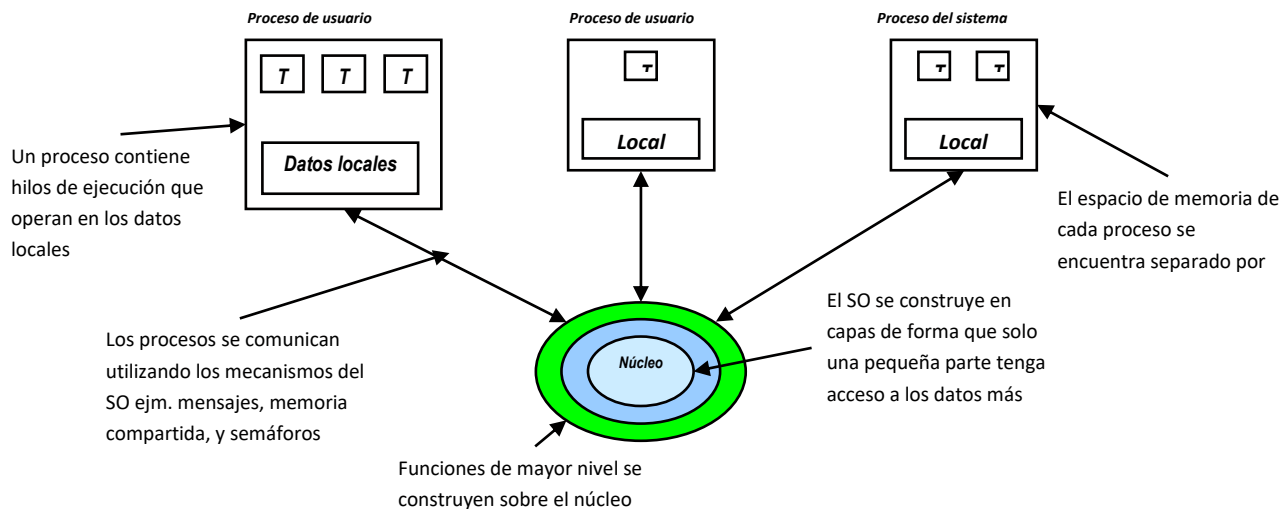 Proceso de usuario
Proceso de usuario
Proceso del sistema
T T T
T
T T
Datos locales
Local
Local
Un proceso contiene
hilos de ejecución que
operan en los datos
locales
El espacio de memoria de
cada proceso se
encuentra separado por
Los procesos se comunican
utilizando los mecanismos del
SO ejm. mensajes, memoria
compartida, y semáforos
Núcleo
El SO se construye en
capas de forma que solo
una pequeña parte tenga
acceso a los datos más
Funciones de mayor nivel se
construyen sobre el núcleo